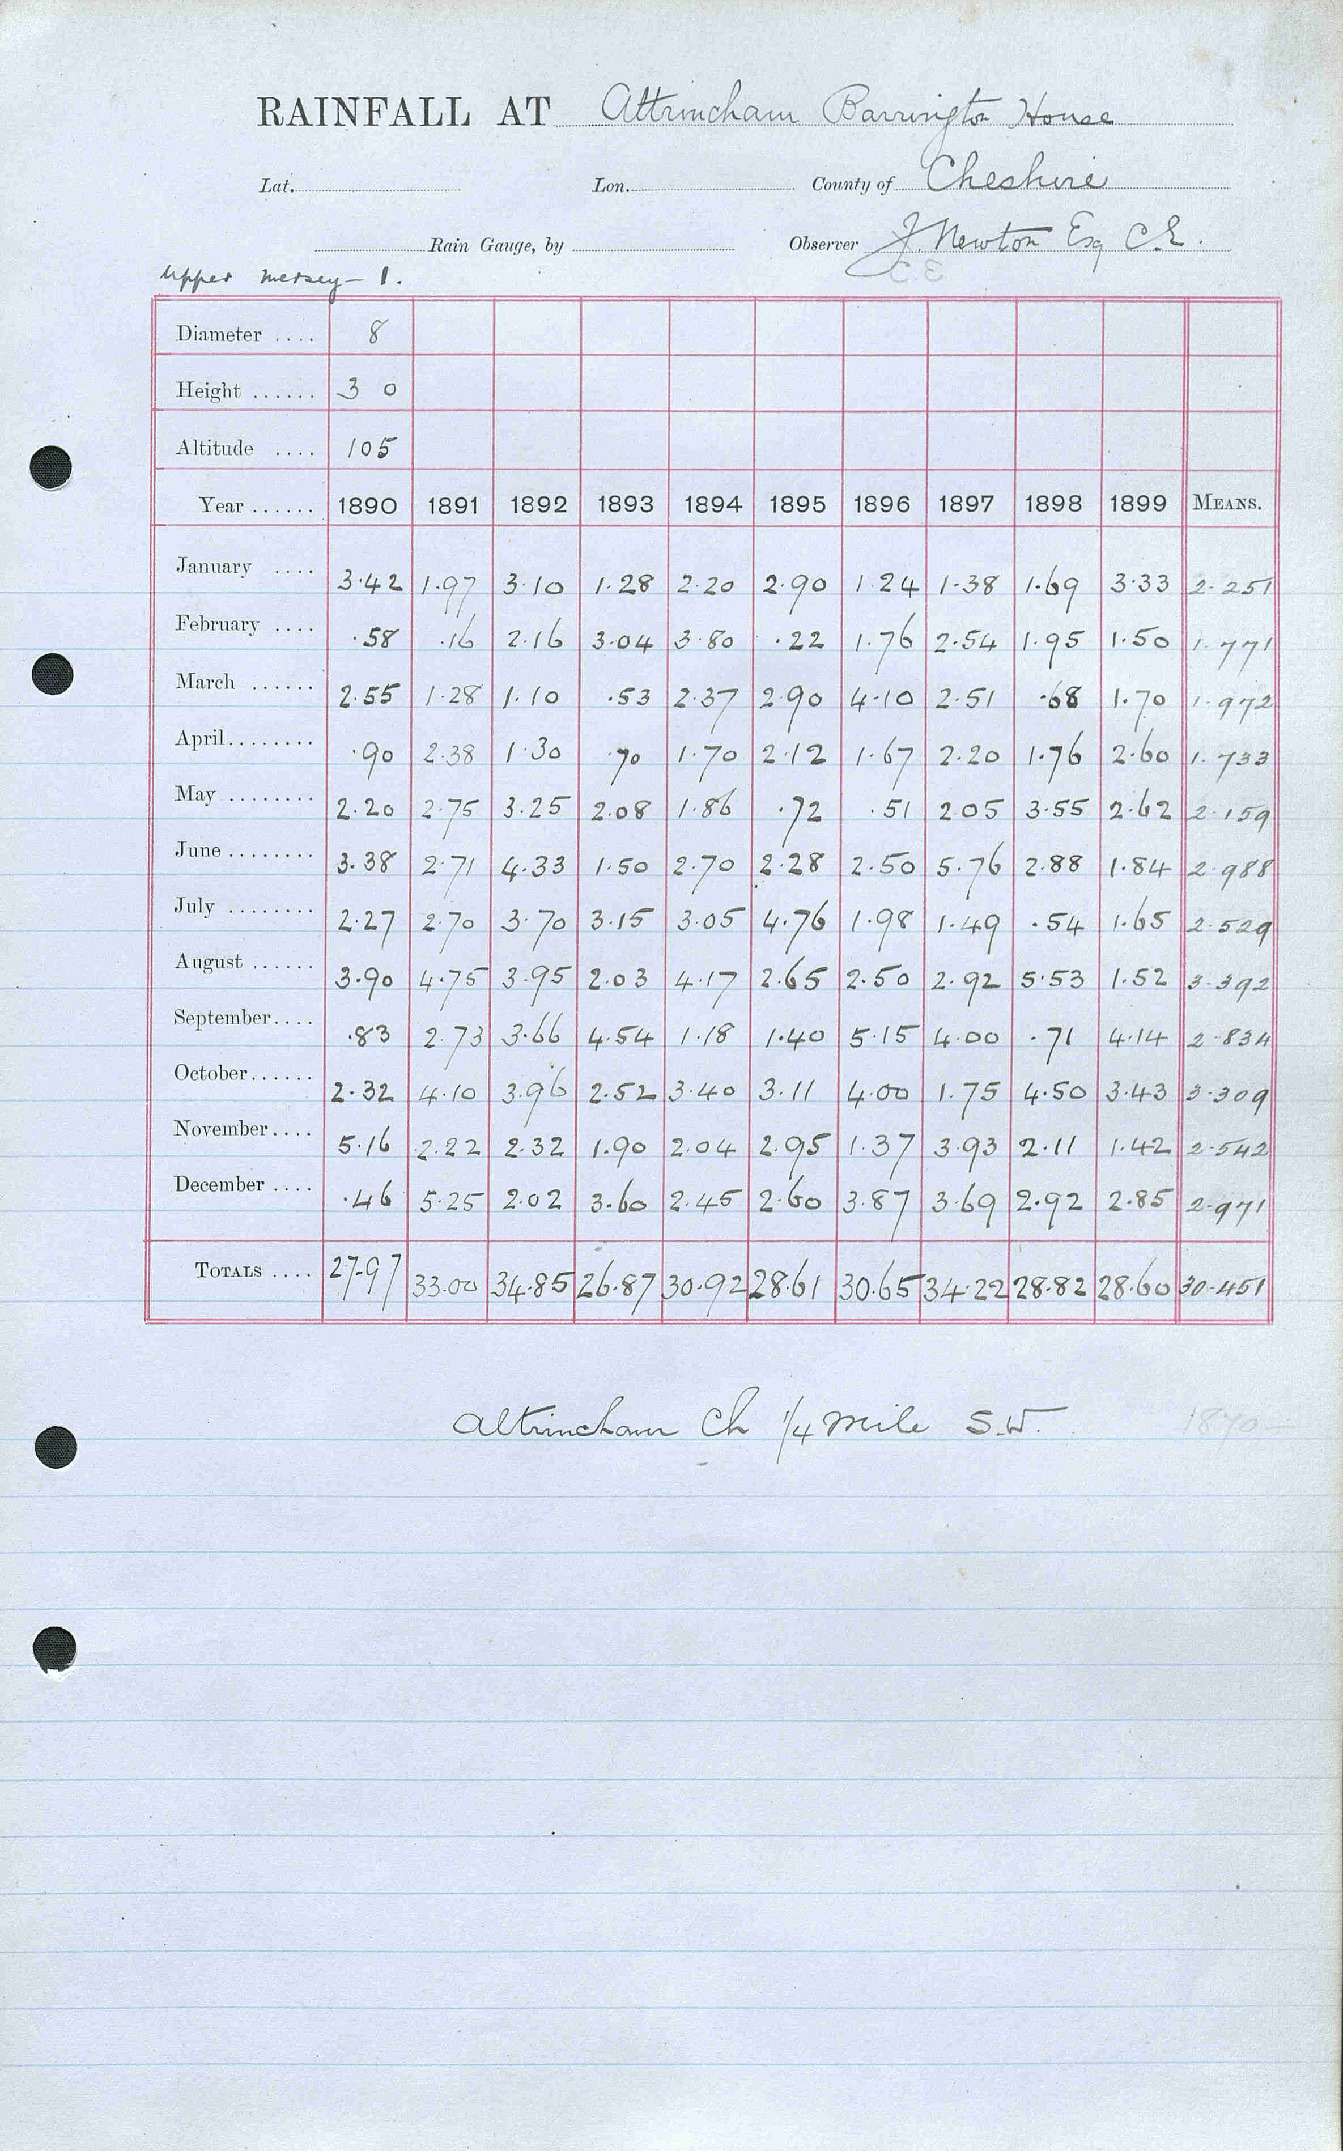 RAINFALL AT Altrincham Barrington House
Lat. Lon. County of Cheshire
Rain Gauge, by Observer J. Newton Esq C.E.
C E
Upper Mersey - 1.
Diameter .... 8
Height ...... 3 0
Altitude .... 105
Year ...... 1890 1891 1892 1893 1894 1895 1896 1897 1898 1899 MEANS.
January .... 3.42 1.97 3.10 1.28 2.20 2.90 1.24 1.38 1.69 3.33 2.251
February .... .58 .16 2.16 3.04 3.80 .22 1.76 2.54 1.95 1.50 1.771
March ...... 2.55 1.28 1.10 .53 2.37 2.90 4.10 2.51 .68 1.70 1.972
April........ .90 2.38 1.30 .70 1.70 2.12 1.67 2.20 1.76 2.60 1.733
May ........ 2.20 2.75 3.25 2.08 1.86 .72 .51 2.05 3.55 2.62 2.159
June ........ 3.38 2.71 4.33 1.50 2.70 2.28 2.50 5.76 2.88 1.84 2.988
July ........ 2.27 2.70 3.70 3.15 3.05 4.76 1.98 1.49 .54 1.65 2.529
August ...... 3.90 4.75 3.95 2.03 4.17 2.65 2.50 2.92 5.53 1.52 3.392
September.... .83 2.73 3.66 4.54 1.18 1.40 5.15 4.00 .71 4.14 2.834
October...... 2.32 4.10 3.96 2.52 3.40 3.11 4.00 1.75 4.50 3.43 3.309
November.... 5.16 2.22 2.32 1.90 2.04 2.95 1.37 3.93 2.11 1.42 2.542
December .... .46 5.25 2.02 3.60 2.45 2.60 3.87 3.69 2.92 2.85 2.971
TOTALS .... 27.97 33.00 34.85 26.87 30.92 28.61 30.65 34.22 28.82 28.60 30.451
Altrincham Ch 1/4 mile S.W. 1870